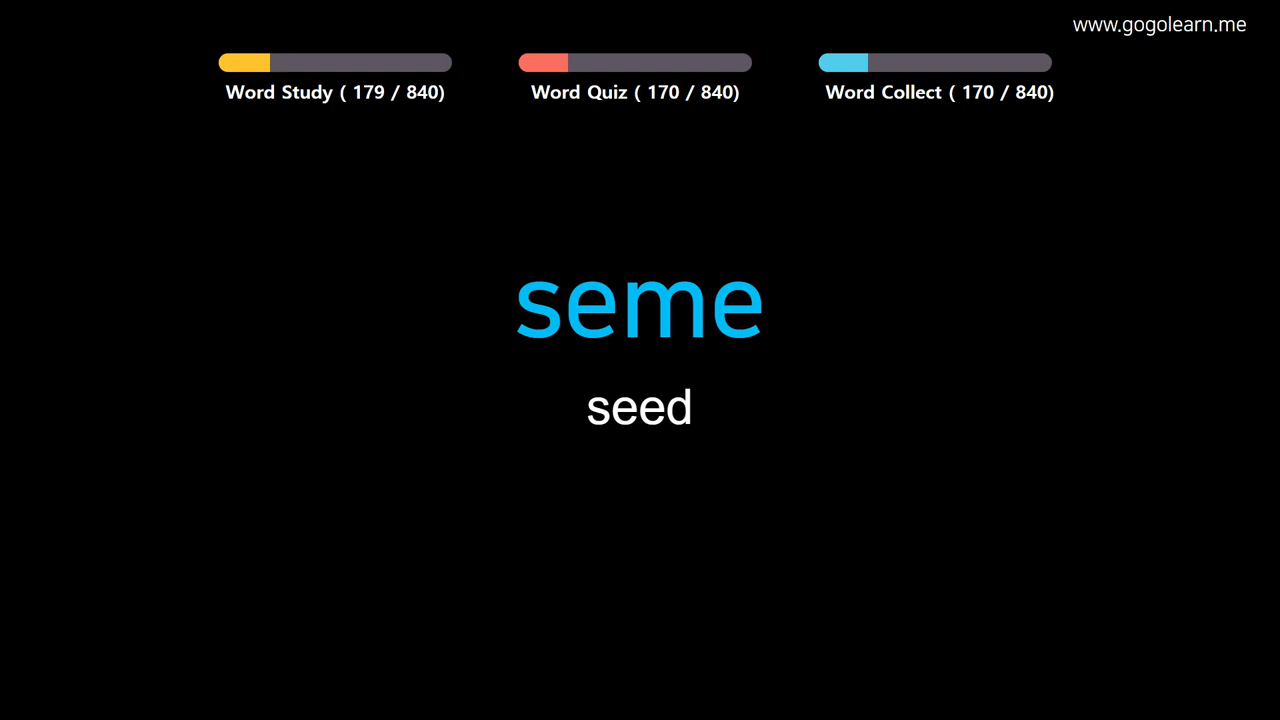 www.gogolearn.me
Word Study ( 179 / 840)
Word Quiz ( 170 / 840)
Word Collect ( 170 / 840)
seme
seed